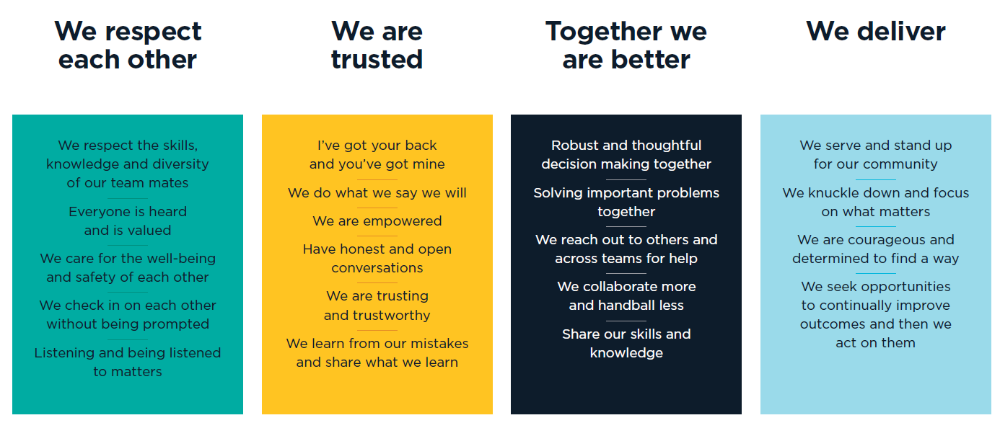 We respect
each other
We respect the skills,
knowledge and diversity
of our team mates
Everyone is heard
and is valued
We care for the well-being
and safety of each other
We check in on each other
without being prompted
Listening and being listened
to matters
We are
trusted
I’ve got your back
and you’ve got mine
We do what we say we will
We are empowered
Have honest and open
conversations
We are trusting
and trustworthy
We learn from our mistakes
and share what we learn
Together we
are better
Robust and thoughtful
decision making together
Solving important problems
together
We reach out to others and
across teams for help
We collaborate more
and handball less
Share our skills and
knowledge
We deliver
We serve and stand up
for our community
We knuckle down and focus
on what matters
We are courageous and
determined to find a way
We seek opportunities
to continually improve
outcomes and then we
act on them